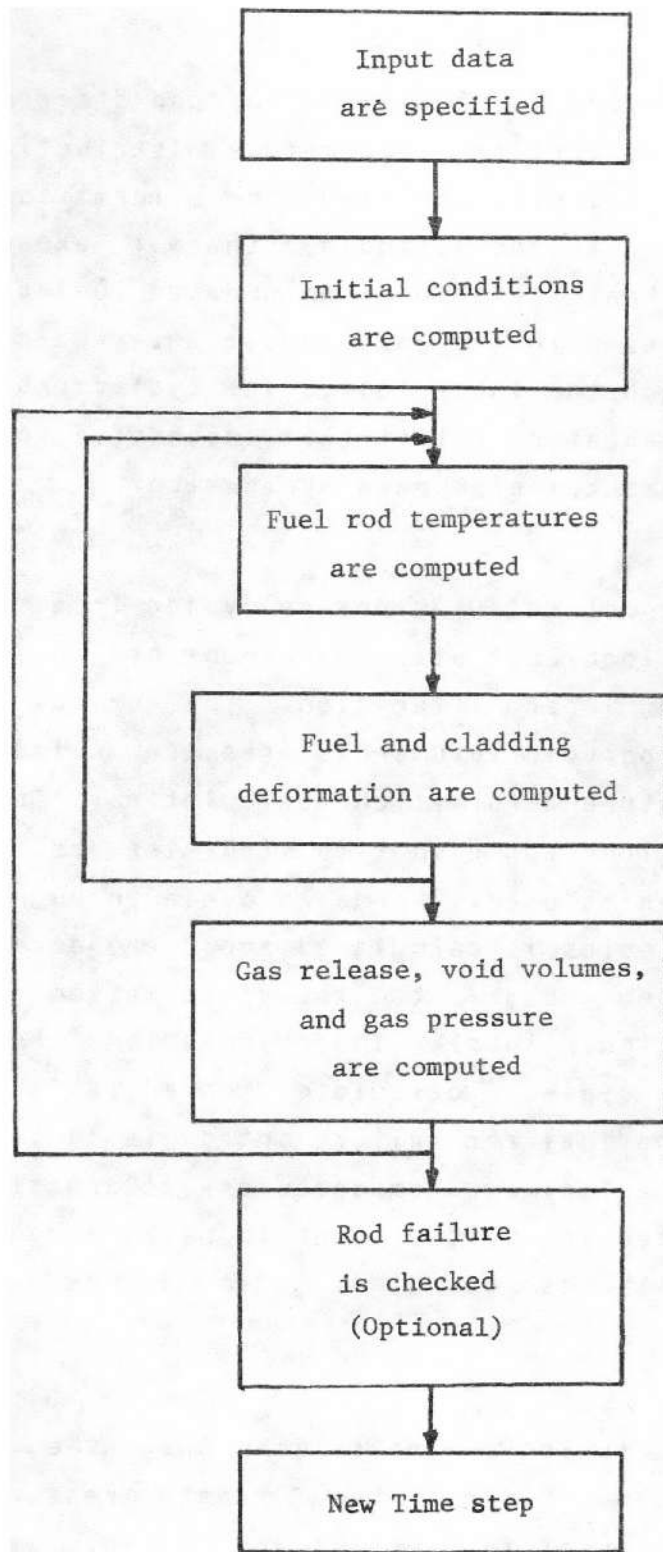 Input data
are specified
Initial conditions
are computed
Fuel rod temperatures
are computed
Fuel and cladding
deformation are computed
Gas release, void volumes,
and gas pressure
are computed
Rod failure
is checked
(Optional)
New Time step